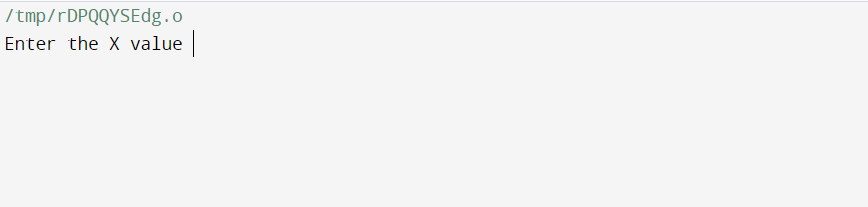 /tmp/rDPQQYSEdg.o
Enter the X value